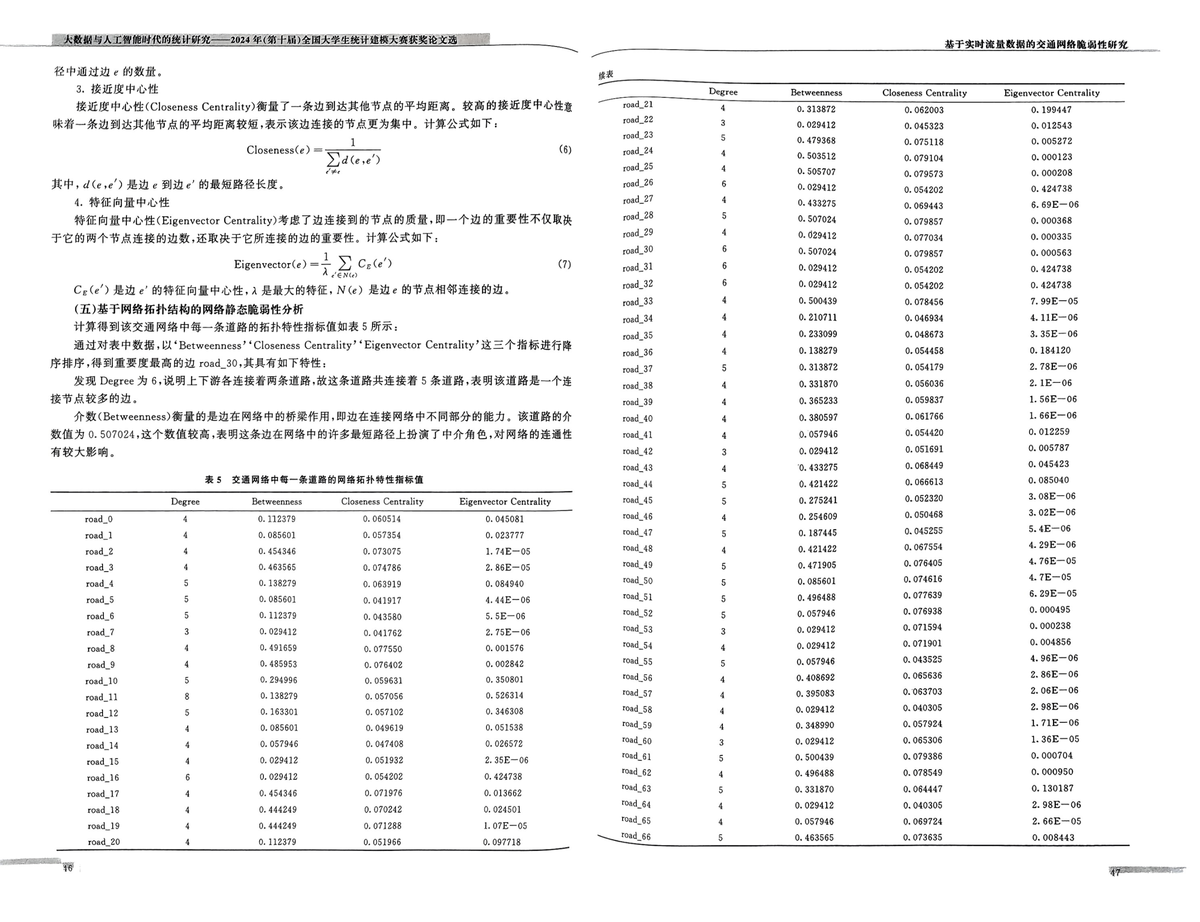 大数据与人工智能时代的统计研究——2024年(第十届)全国大学生统计建模大赛获奖论文选
径中通过边 e 的数量。
3. 接近度中心性
接近度中心性(Closeness Centrality)衡量了一条边到达其他节点的平均距离。较高的接近度中心性意
味着一条边到达其他节点的平均距离较短,表示该边连接的节点更为集中。计算公式如下:
Closeness(e) = 1 / ∑_{e'≠e} d(e,e') (6)
其中, d(e,e') 是边 e 到边 e' 的最短路径长度。
4. 特征向量中心性
特征向量中心性(Eigenvector Centrality)考虑了边连接到的节点的质量,即一个边的重要性不仅取决
于它的两个节点连接的边数,还取决于它所连接的边的重要性。计算公式如下:
Eigenvector(e) = 1/λ ∑_{e'∈N(e)} C_E(e') (7)
C_E(e') 是边 e' 的特征向量中心性, λ 是最大的特征, N(e) 是边 e 的节点相邻连接的边。
(五)基于网络拓扑结构的网络静态脆弱性分析
计算得到该交通网络中每一条道路的拓扑特性指标值如表 5 所示:
通过对表中数据,以'Betweenness''Closeness Centrality''Eigenvector Centrality'这三个指标进行降
序排序,得到重要度最高的边 road_30,其具有如下特性:
发现 Degree 为 6,说明上下游各连接着两条道路,故这条道路共连接着 5 条道路,表明该道路是一个连
接节点较多的边。
介数(Betweenness)衡量的是边在网络中的桥梁作用,即边在连接网络中不同部分的能力。该道路的介
数值为 0.507024,这个数值较高,表明这条边在网络中的许多最短路径上扮演了中介角色,对网络的连通性
有较大影响。
表 5 交通网络中每一条道路的网络拓扑特性指标值
Degree Betweenness Closeness Centrality Eigenvector Centrality
road_0 4 0.112379 0.060514 0.045081
road_1 4 0.085601 0.057354 0.023777
road_2 4 0.454346 0.073075 1.74E−05
road_3 4 0.463565 0.074786 2.86E−05
road_4 5 0.138279 0.063919 0.084940
road_5 5 0.085601 0.041917 4.44E−06
road_6 5 0.112379 0.043580 5.5E−06
road_7 3 0.029412 0.041762 2.75E−06
road_8 4 0.491659 0.077550 0.001576
road_9 4 0.485953 0.076402 0.002842
road_10 5 0.294996 0.059631 0.350801
road_11 8 0.138279 0.057056 0.526314
road_12 5 0.163301 0.057102 0.346308
road_13 4 0.085601 0.049619 0.051538
road_14 4 0.057946 0.047408 0.026572
road_15 4 0.029412 0.051932 2.35E−06
road_16 6 0.029412 0.054202 0.424738
road_17 4 0.454346 0.071976 0.013662
road_18 4 0.444249 0.070242 0.024501
road_19 4 0.444249 0.071288 1.07E−05
road_20 4 0.112379 0.051966 0.097718
46
基于实时流量数据的交通网络脆弱性研究
续表
Degree Betweenness Closeness Centrality Eigenvector Centrality
road_21 4 0.313872 0.062003 0.199447
road_22 3 0.029412 0.045323 0.012543
road_23 5 0.479368 0.075118 0.005272
road_24 4 0.503512 0.079104 0.000123
road_25 4 0.505707 0.079573 0.000208
road_26 6 0.029412 0.054202 0.424738
road_27 4 0.433275 0.069443 6.69E−06
road_28 5 0.507024 0.079857 0.000368
road_29 4 0.029412 0.077034 0.000335
road_30 6 0.507024 0.079857 0.000563
road_31 6 0.029412 0.054202 0.424738
road_32 6 0.029412 0.054202 0.424738
road_33 4 0.500439 0.078456 7.99E−05
road_34 4 0.210711 0.046934 4.11E−06
road_35 4 0.233099 0.048673 3.35E−06
road_36 4 0.138279 0.054458 0.184120
road_37 5 0.313872 0.054179 2.78E−06
road_38 4 0.331870 0.056036 2.1E−06
road_39 4 0.365233 0.059837 1.56E−06
road_40 4 0.380597 0.061766 1.66E−06
road_41 4 0.057946 0.054420 0.012259
road_42 3 0.029412 0.051691 0.005787
road_43 4 0.433275 0.068449 0.045423
road_44 5 0.421422 0.066613 0.085040
road_45 5 0.275241 0.052320 3.08E−06
road_46 4 0.254609 0.050468 3.02E−06
road_47 5 0.187445 0.045255 5.4E−06
road_48 4 0.421422 0.067554 4.29E−06
road_49 5 0.471905 0.076405 4.76E−05
road_50 5 0.085601 0.074616 4.7E−05
road_51 5 0.496488 0.077639 6.29E−05
road_52 5 0.057946 0.076938 0.000495
road_53 3 0.029412 0.071594 0.000238
road_54 4 0.029412 0.071901 0.004856
road_55 5 0.057946 0.043525 4.96E−06
road_56 4 0.408692 0.065636 2.86E−06
road_57 4 0.395083 0.063703 2.06E−06
road_58 4 0.029412 0.040305 2.98E−06
road_59 4 0.348990 0.057924 1.71E−06
road_60 3 0.029412 0.065306 1.36E−05
road_61 5 0.500439 0.079386 0.000704
road_62 4 0.496488 0.078549 0.000950
road_63 5 0.331870 0.064447 0.130187
road_64 4 0.029412 0.040305 2.98E−06
road_65 4 0.057946 0.069724 2.66E−05
road_66 5 0.463565 0.073635 0.008443
47